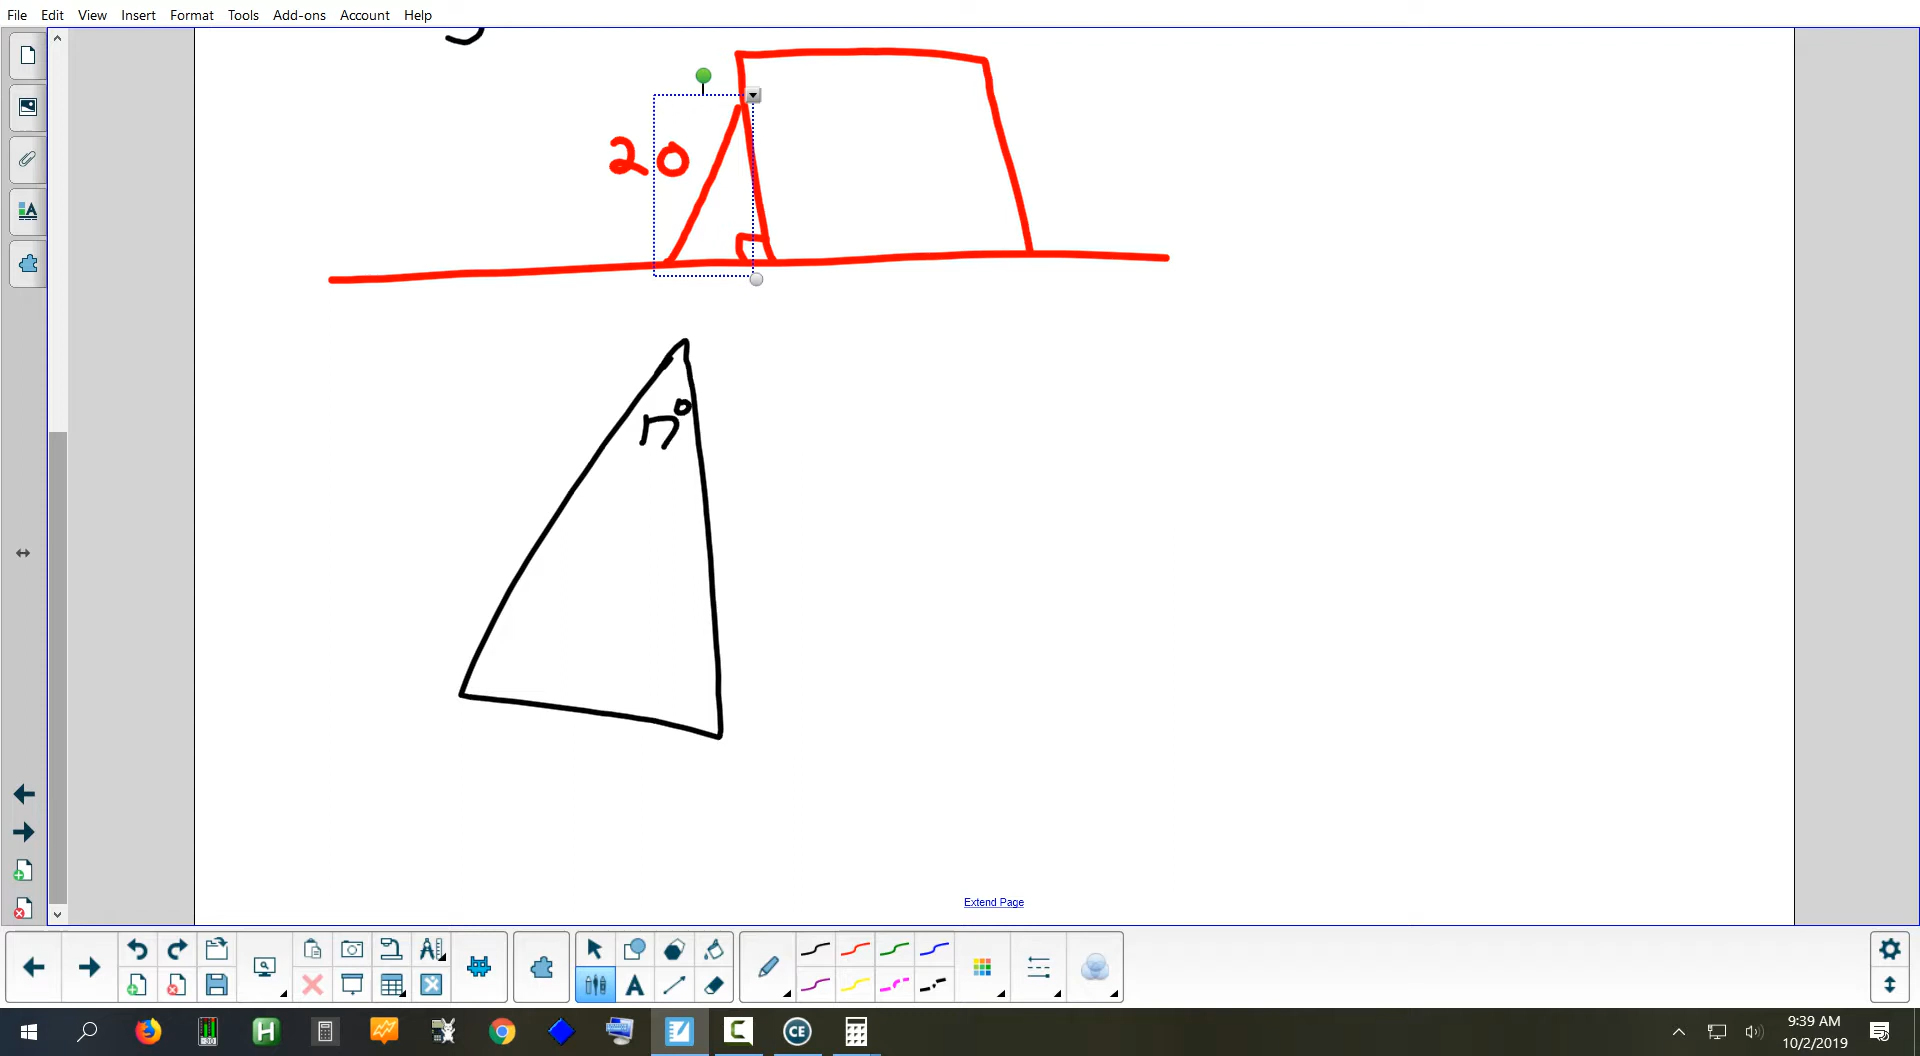 File Edit View Insert Format Tools Add-ons Account Help
20
n°
Extend Page
A
H
CE
9:39 AM
10/2/2019